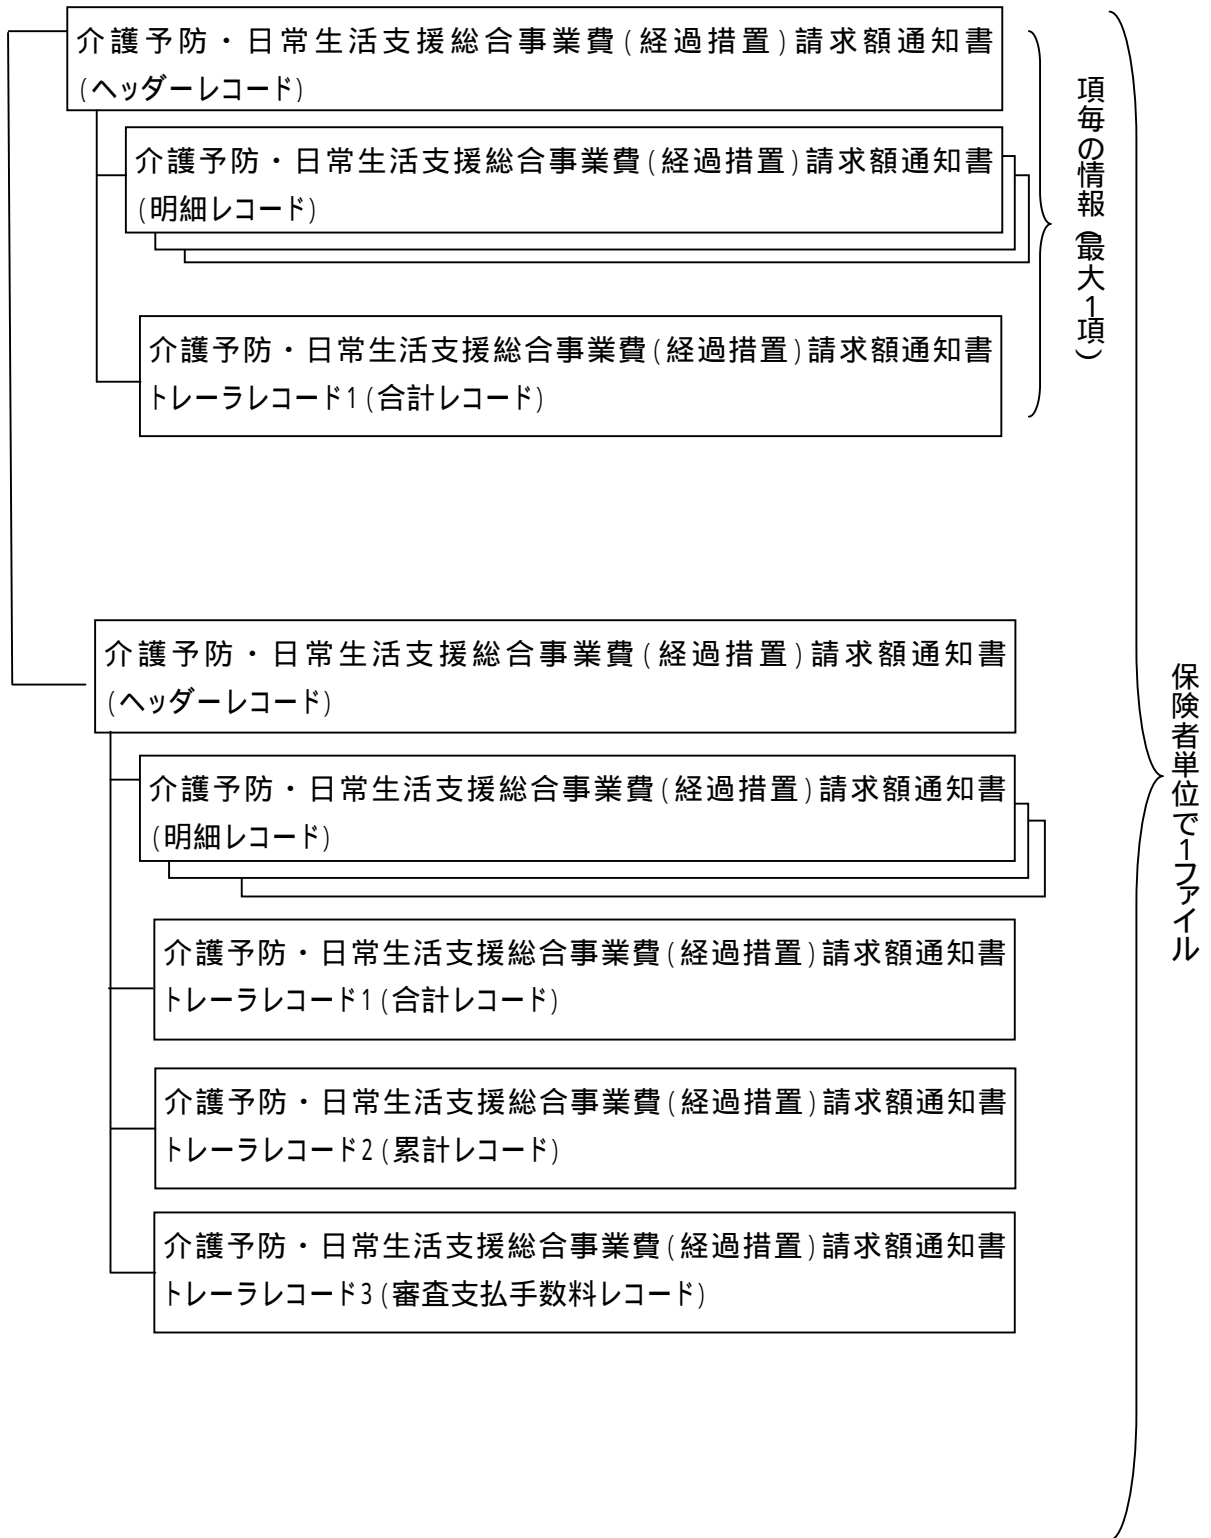 介護予防・日常生活支援総合事業費(経過措置)請求額通知書
(ヘッダーレコード)
介護予防・日常生活支援総合事業費(経過措置)請求額通知書
(明細レコード)
介護予防・日常生活支援総合事業費(経過措置)請求額通知書
トレーラレコード1(合計レコード)
項毎の情報(最大1項)
介護予防・日常生活支援総合事業費(経過措置)請求額通知書
(ヘッダーレコード)
介護予防・日常生活支援総合事業費(経過措置)請求額通知書
(明細レコード)
介護予防・日常生活支援総合事業費(経過措置)請求額通知書
トレーラレコード1(合計レコード)
介護予防・日常生活支援総合事業費(経過措置)請求額通知書
トレーラレコード2(累計レコード)
介護予防・日常生活支援総合事業費(経過措置)請求額通知書
トレーラレコード3(審査支払手数料レコード)
保険者単位で1ファイル